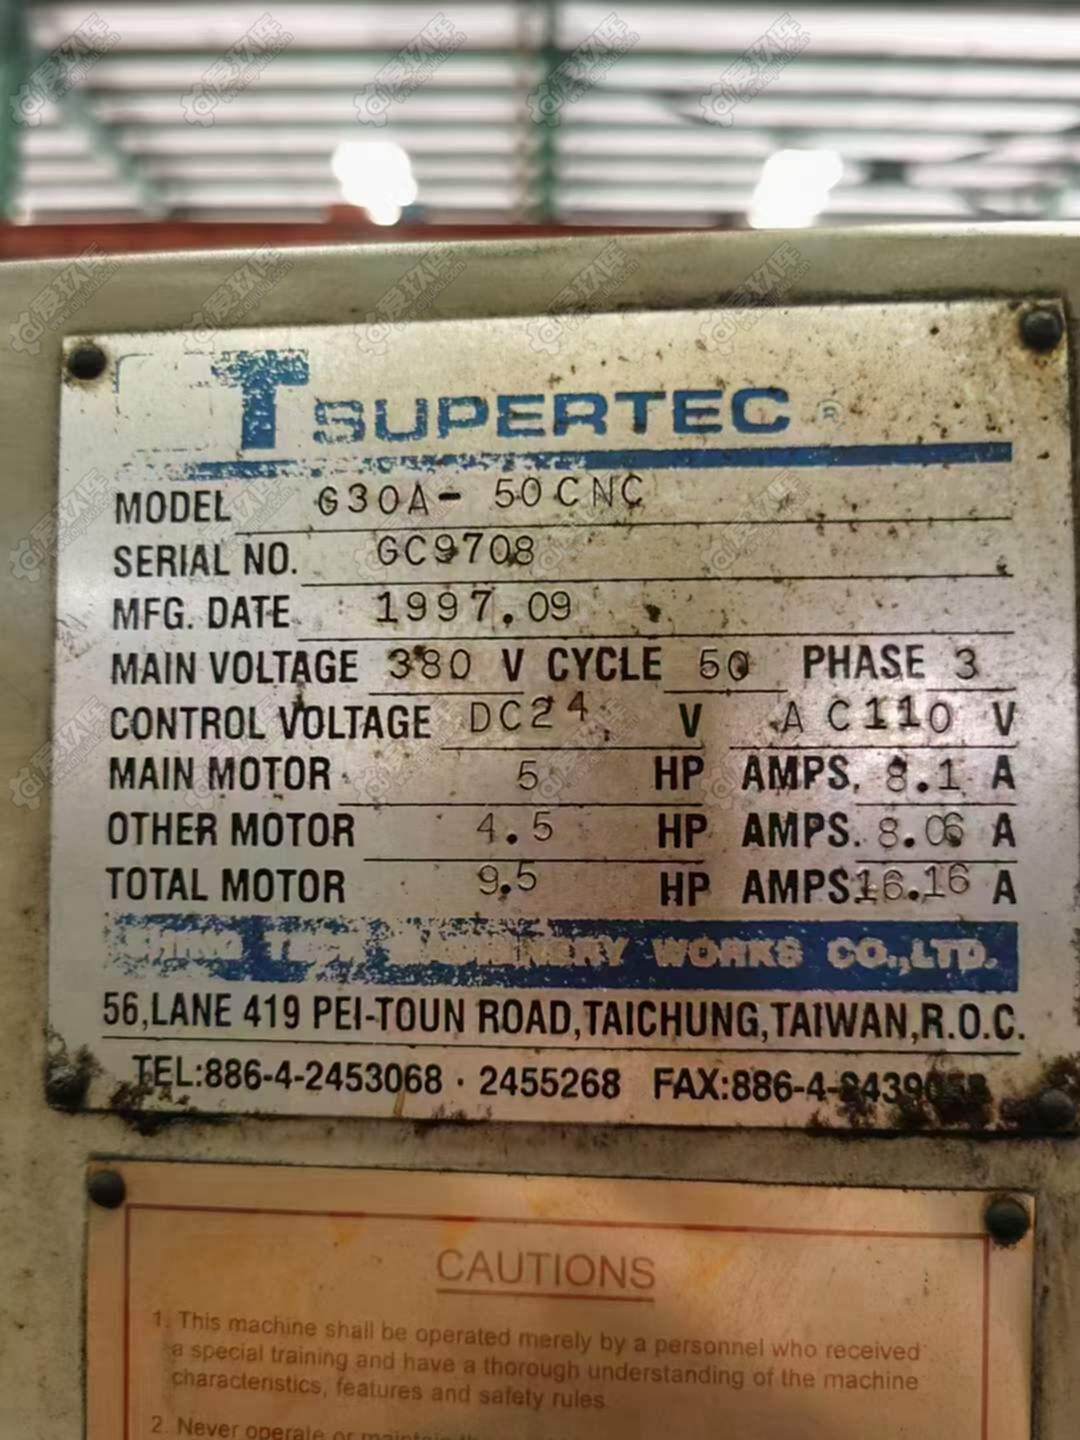 T SUPERTEC ®
MODEL G30A- 50CNC
SERIAL NO. GC9708
MFG. DATE 1997.09
MAIN VOLTAGE 380 V CYCLE 50 PHASE 3
CONTROL VOLTAGE DC24 V AC110 V
MAIN MOTOR 5 HP AMPS. 8.1 A
OTHER MOTOR 4.5 HP AMPS. 8.06 A
TOTAL MOTOR 9.5 HP AMPS 16.16 A
WORKS CO.,LTD.
56,LANE 419 PEI-TOUN ROAD,TAICHUNG,TAIWAN,R.O.C.
TEL:886-4-2453068 · 2455268 FAX:886-4-
CAUTIONS
1. This machine shall be operated merely by a personnel who received
a special training and have a thorough understanding of the machine
characteristics, features and safety rules.
2. Never operate or